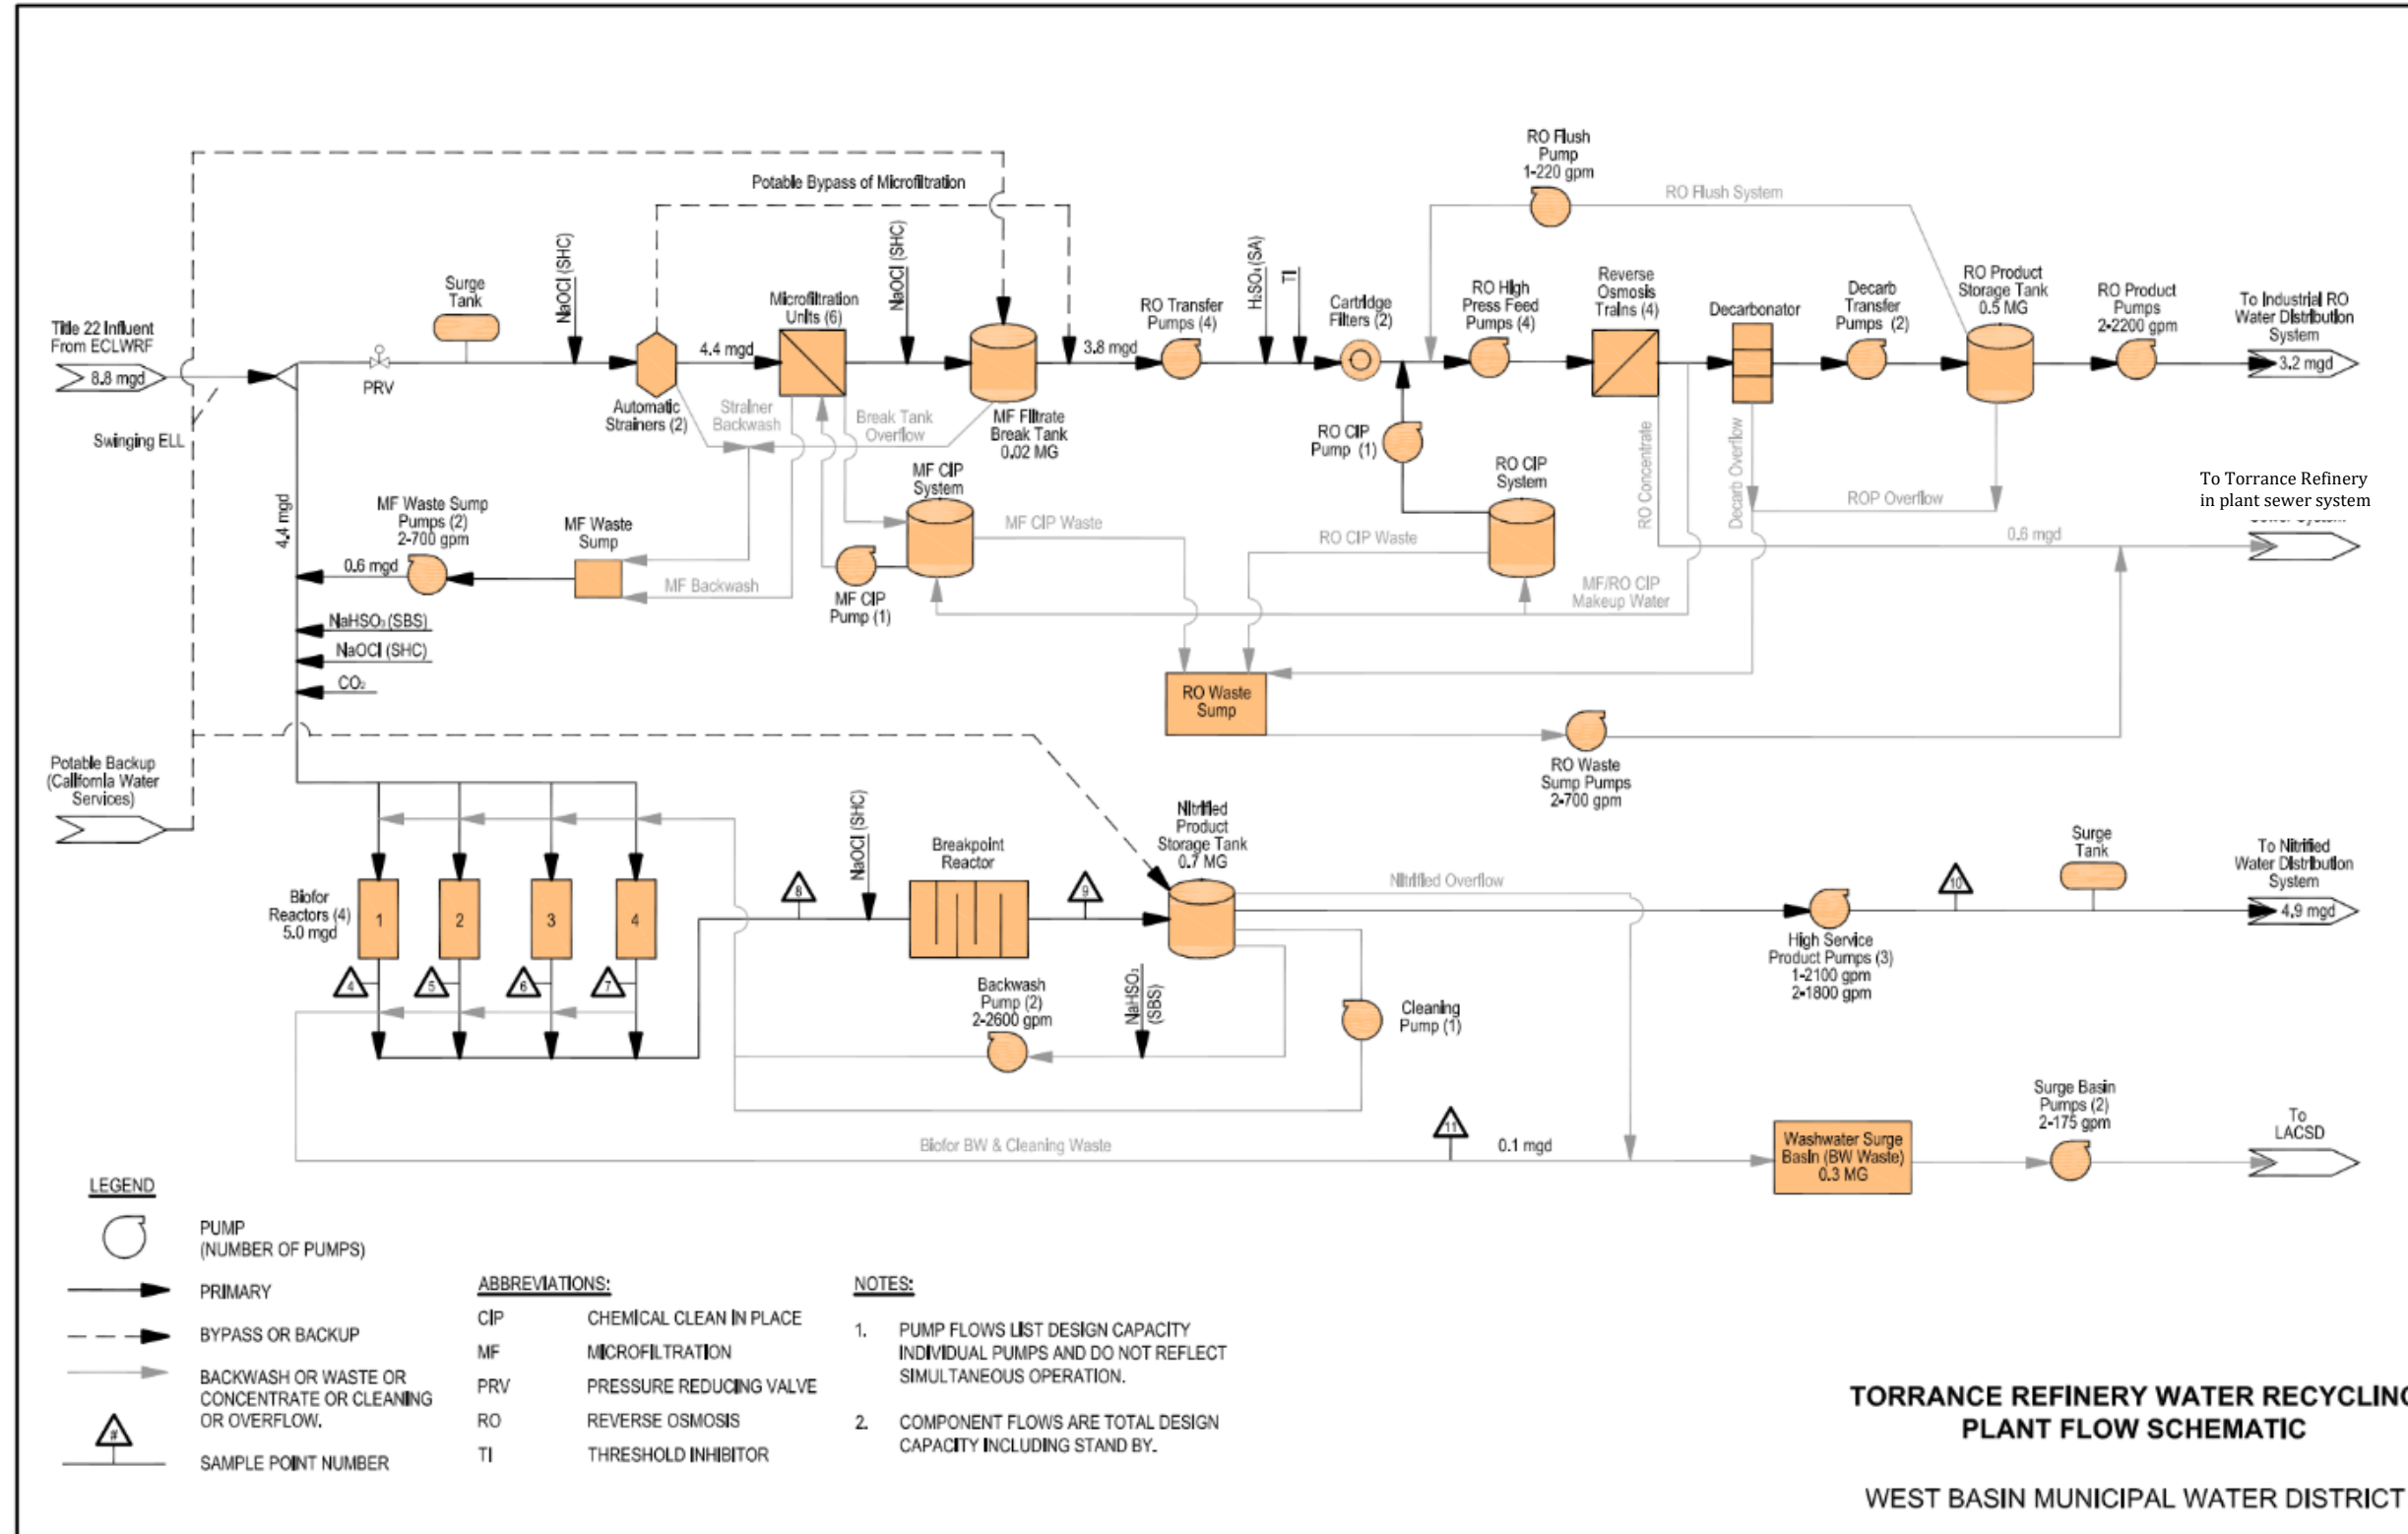 RO Flush
Pump
1-220 gpm
RO Flush System
Potable Bypass of Microfiltration
Title 22 Influent
From ECLWRF
8.8 mgd
Swinging ELL
PRV
Surge
Tank
NaOCl (SHC)
Automatic
Strainers (2)
4.4 mgd
Microfiltration
Units (6)
Strainer
Backwash
NaOCl (SHC)
Break Tank
Overflow
MF Filtrate
Break Tank
0.02 MG
3.8 mgd
RO Transfer
Pumps (4)
H₂SO₄ (SA)
TI
Cartridge
Filters (2)
RO High
Press Feed
Pumps (4)
Reverse
Osmosis
Trains (4)
Decarbonator
Decarb
Transfer
Pumps (2)
RO Product
Storage Tank
0.5 MG
RO Product
Pumps
2-2200 gpm
To Industrial RO
Water Distribution
System
3.2 mgd
RO CIP
Pump (1)
RO CIP
System
RO Concentrate
Decarb Overflow
ROP Overflow
To Torrance Refinery
in plant sewer system
0.6 mgd
4.4 mgd
MF Waste Sump
Pumps (2)
2-700 gpm
0.6 mgd
MF Waste
Sump
MF Backwash
MF CIP
System
MF CIP
Pump (1)
MF CIP Waste
RO CIP Waste
MF/RO CIP
Makeup Water
NaHSO₃ (SBS)
NaOCl (SHC)
CO₂
RO Waste
Sump
RO Waste
Sump Pumps
2-700 gpm
Potable Backup
(California Water
Services)
Biofor
Reactors (4)
5.0 mgd
1
2
3
4
4
5
6
7
8
NaOCl (SHC)
Breakpoint
Reactor
9
Nitrified
Product
Storage Tank
0.7 MG
Nitrified Overflow
High Service
Product Pumps (3)
1-2100 gpm
2-1800 gpm
10
Surge
Tank
To Nitrified
Water Distribution
System
4.9 mgd
Backwash
Pump (2)
2-2600 gpm
NaHSO₃
(SBS)
Cleaning
Pump (1)
Biofor BW & Cleaning Waste
11
0.1 mgd
Washwater Surge
Basin (BW Waste)
0.3 MG
Surge Basin
Pumps (2)
2-175 gpm
To
LACSD
LEGEND
PUMP
(NUMBER OF PUMPS)
PRIMARY
BYPASS OR BACKUP
BACKWASH OR WASTE OR
CONCENTRATE OR CLEANING
OR OVERFLOW.
#
SAMPLE POINT NUMBER
ABBREVIATIONS:
CIP CHEMICAL CLEAN IN PLACE
MF MICROFILTRATION
PRV PRESSURE REDUCING VALVE
RO REVERSE OSMOSIS
TI THRESHOLD INHIBITOR
NOTES:
1. PUMP FLOWS LIST DESIGN CAPACITY
INDIVIDUAL PUMPS AND DO NOT REFLECT
SIMULTANEOUS OPERATION.
2. COMPONENT FLOWS ARE TOTAL DESIGN
CAPACITY INCLUDING STAND BY.
TORRANCE REFINERY WATER RECYCLING
PLANT FLOW SCHEMATIC
WEST BASIN MUNICIPAL WATER DISTRICT